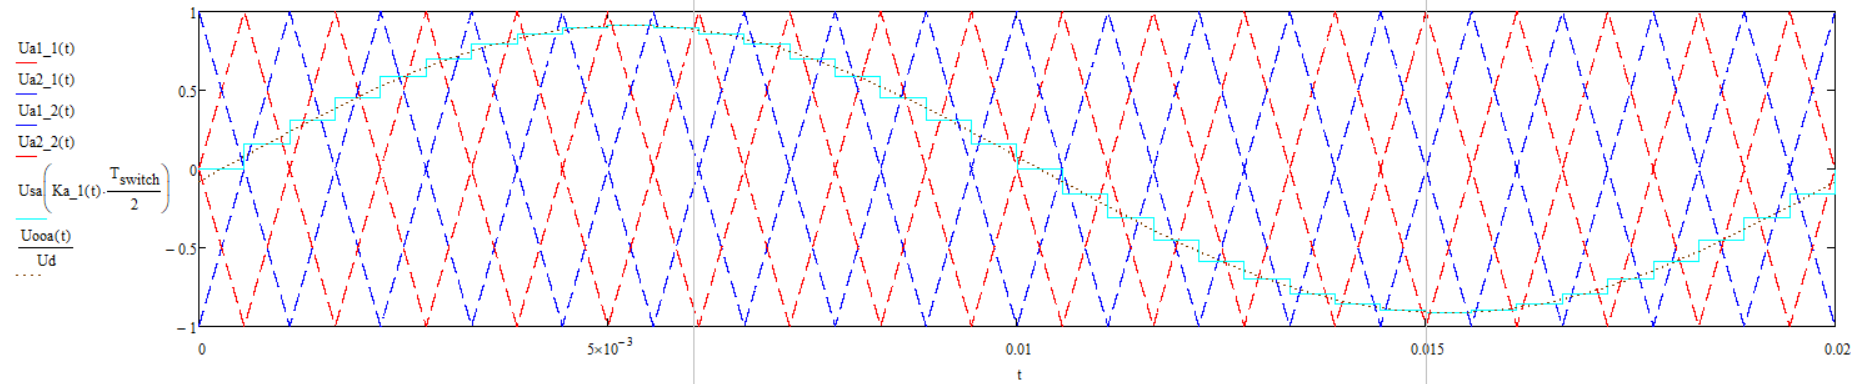 Ua1_1(t)
Ua2_1(t)
Ua1_2(t)
Ua2_2(t)
Usa(Ka_1(t)·Tswitch/2)
Uooa(t)
Ud
1
0.5
0
−0.5
−1
0
5×10⁻³
0.01
0.015
0.02
t